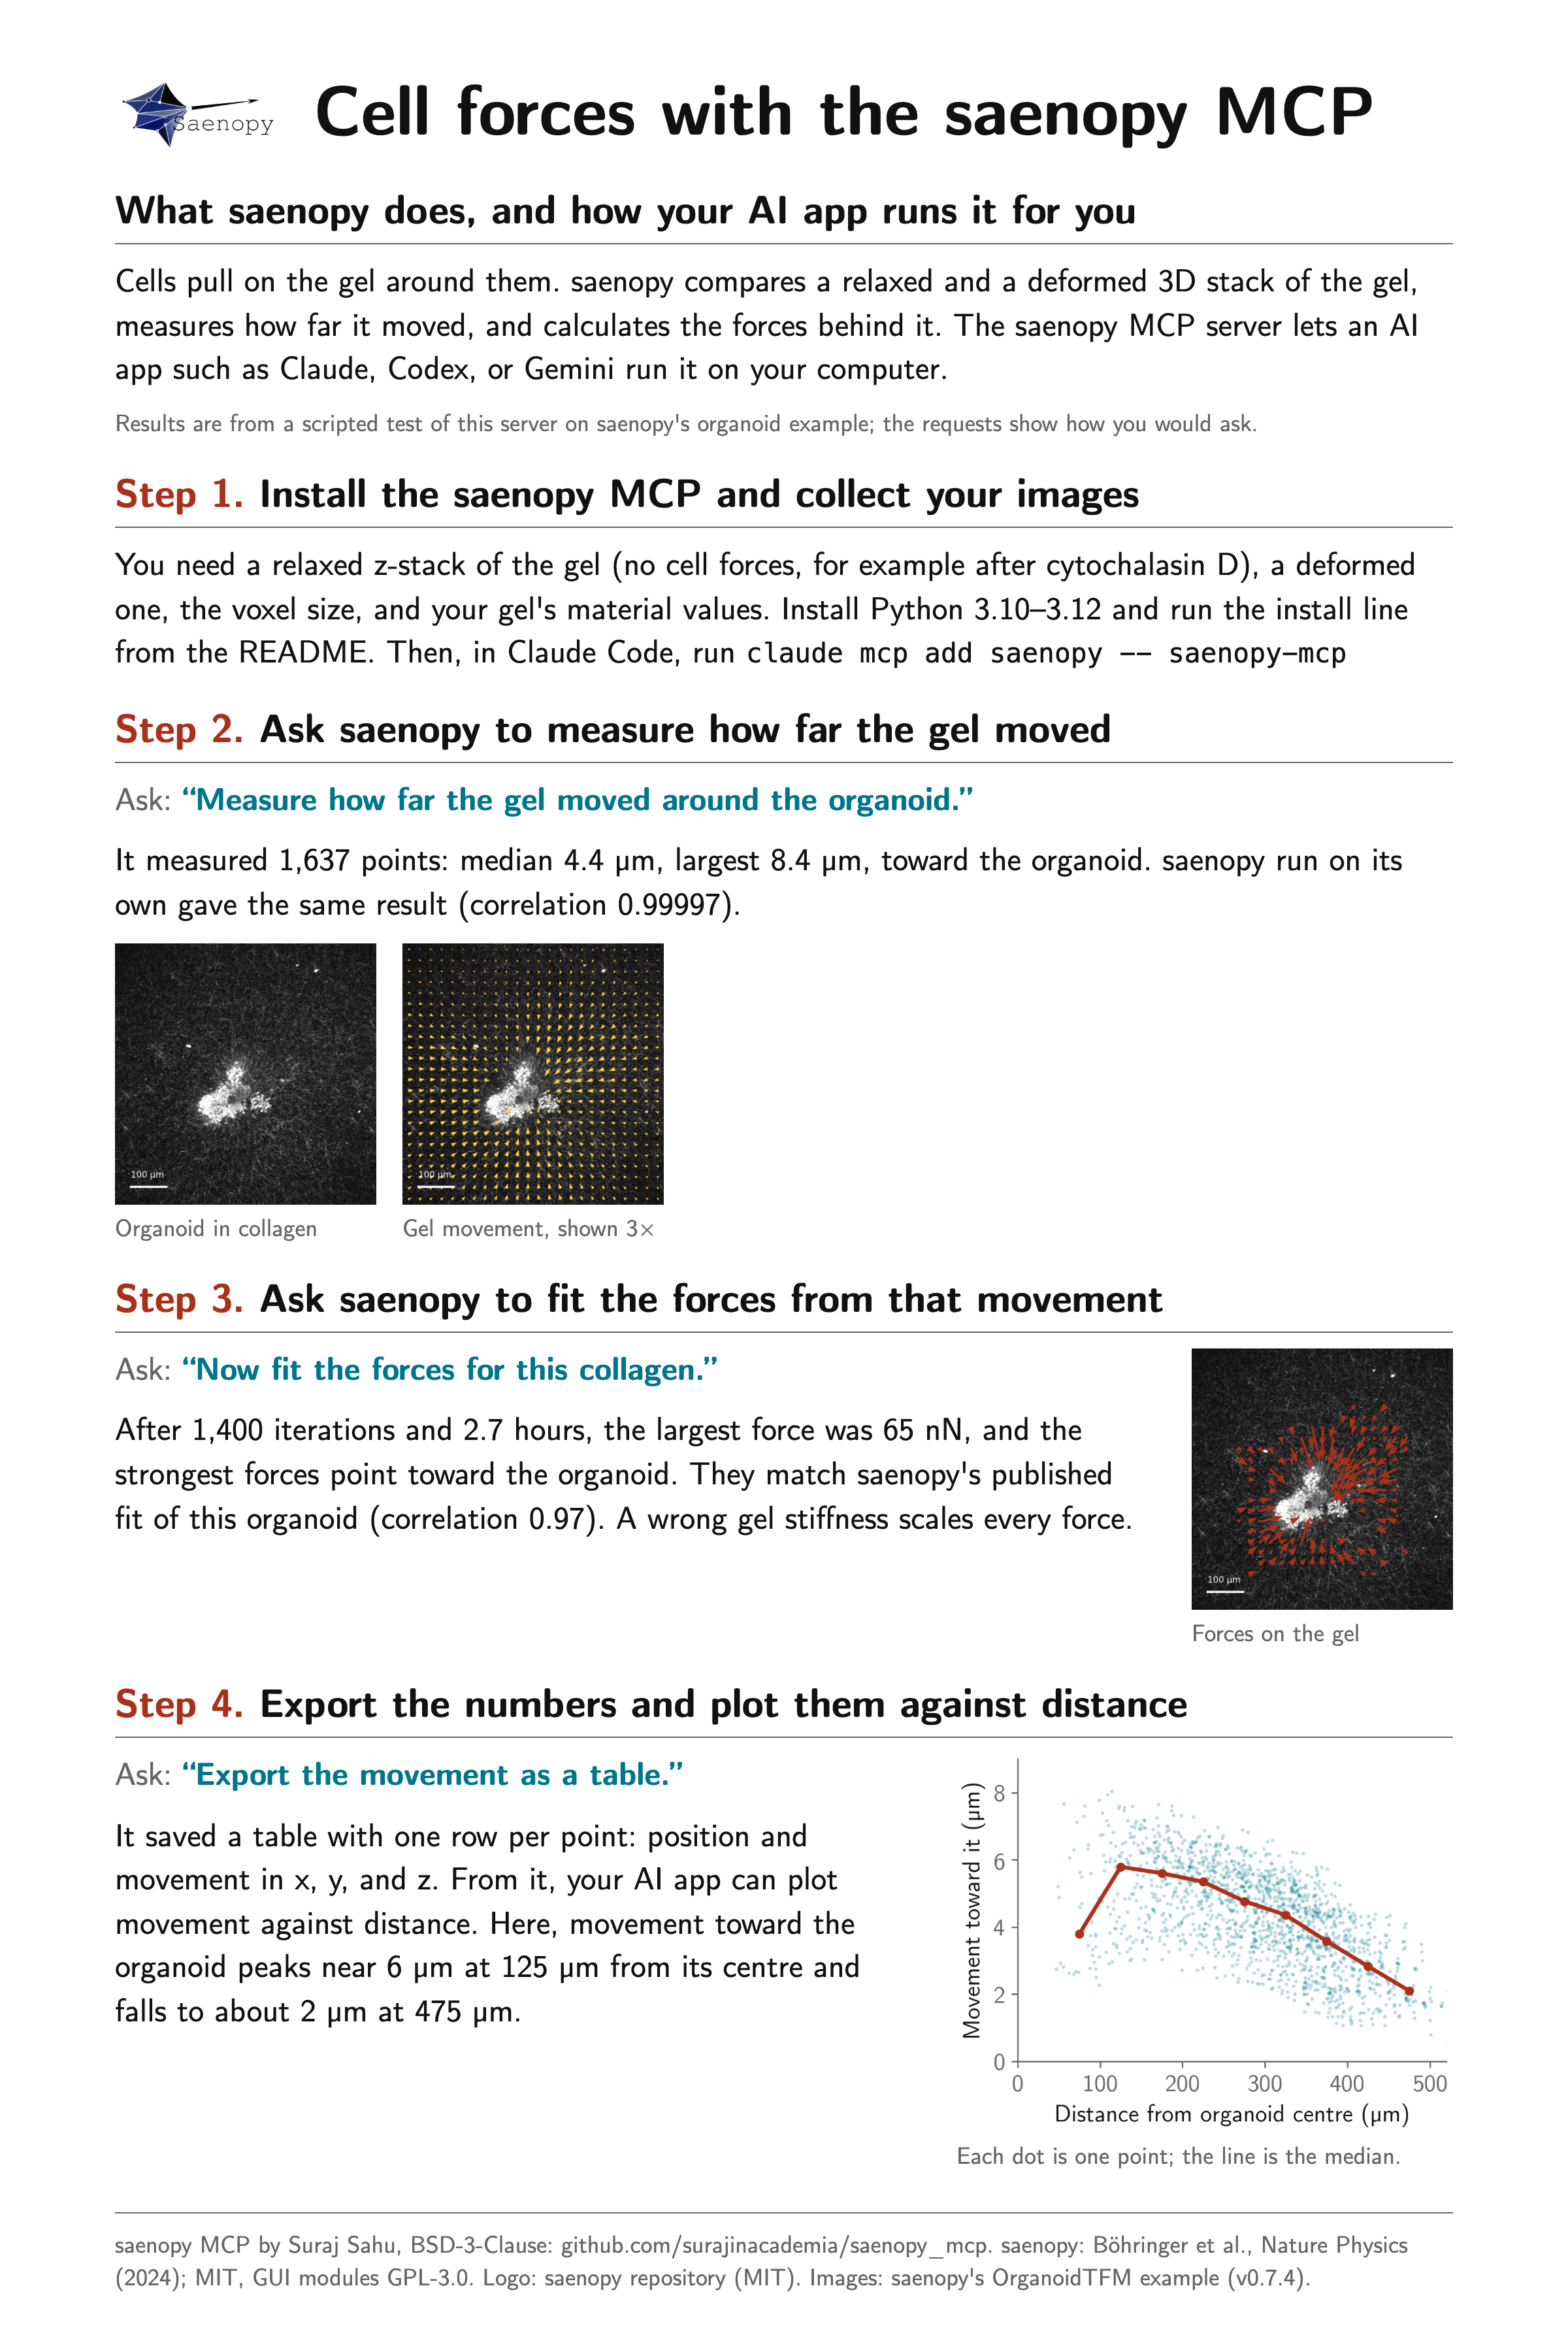 Saenopy
Cell forces with the saenopy MCP
What saenopy does, and how your AI app runs it for you
Cells pull on the gel around them. saenopy compares a relaxed and a deformed 3D stack of the gel,
measures how far it moved, and calculates the forces behind it. The saenopy MCP server lets an AI
app such as Claude, Codex, or Gemini run it on your computer.
Results are from a scripted test of this server on saenopy's organoid example; the requests show how you would ask.
Step 1. Install the saenopy MCP and collect your images
You need a relaxed z-stack of the gel (no cell forces, for example after cytochalasin D), a deformed
one, the voxel size, and your gel's material values. Install Python 3.10–3.12 and run the install line
from the README. Then, in Claude Code, run claude mcp add saenopy -- saenopy-mcp
Step 2. Ask saenopy to measure how far the gel moved
Ask: “Measure how far the gel moved around the organoid.”
It measured 1,637 points: median 4.4 µm, largest 8.4 µm, toward the organoid. saenopy run on its
own gave the same result (correlation 0.99997).
100 µm
100 µm
Organoid in collagen
Gel movement, shown 3×
Step 3. Ask saenopy to fit the forces from that movement
Ask: “Now fit the forces for this collagen.”
After 1,400 iterations and 2.7 hours, the largest force was 65 nN, and the
strongest forces point toward the organoid. They match saenopy's published
fit of this organoid (correlation 0.97). A wrong gel stiffness scales every force.
100 µm
Forces on the gel
Step 4. Export the numbers and plot them against distance
Ask: “Export the movement as a table.”
It saved a table with one row per point: position and
movement in x, y, and z. From it, your AI app can plot
movement against distance. Here, movement toward the
organoid peaks near 6 µm at 125 µm from its centre and
falls to about 2 µm at 475 µm.
Movement toward it (µm)
8
6
4
2
0
0 100 200 300 400 500
Distance from organoid centre (µm)
Each dot is one point; the line is the median.
saenopy MCP by Suraj Sahu, BSD-3-Clause: github.com/surajinacademia/saenopy_mcp. saenopy: Böhringer et al., Nature Physics
(2024); MIT, GUI modules GPL-3.0. Logo: saenopy repository (MIT). Images: saenopy's OrganoidTFM example (v0.7.4).